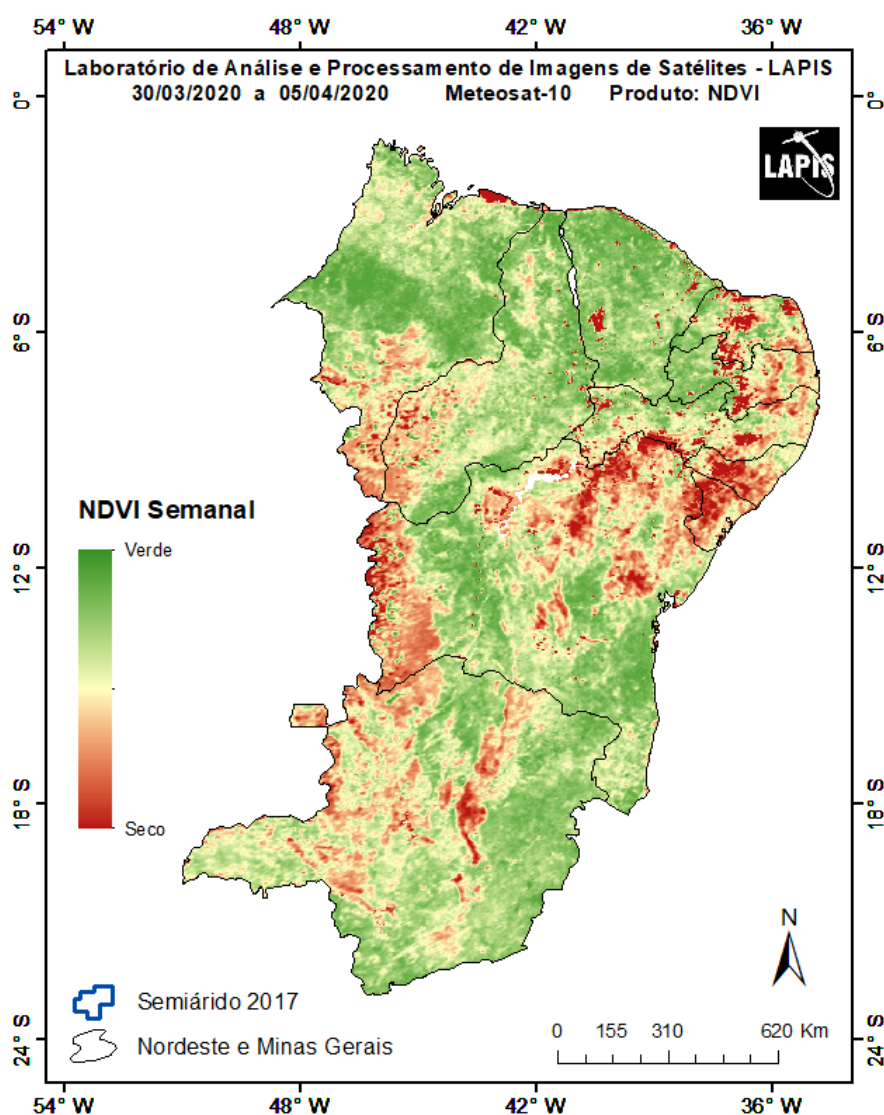 54° W 48° W 42° W 36° W
Laboratório de Análise e Processamento de Imagens de Satélites - LAPIS
30/03/2020 a 05/04/2020 Meteosat-10 Produto: NDVI
0° 0°
LAPIS
6° S 6° S
NDVI Semanal
Verde
12° S 12° S
18° S 18° S
Seco
N
Semiárido 2017
0 155 310 620 Km
Nordeste e Minas Gerais
24° S 24° S
54° W 48° W 42° W 36° W